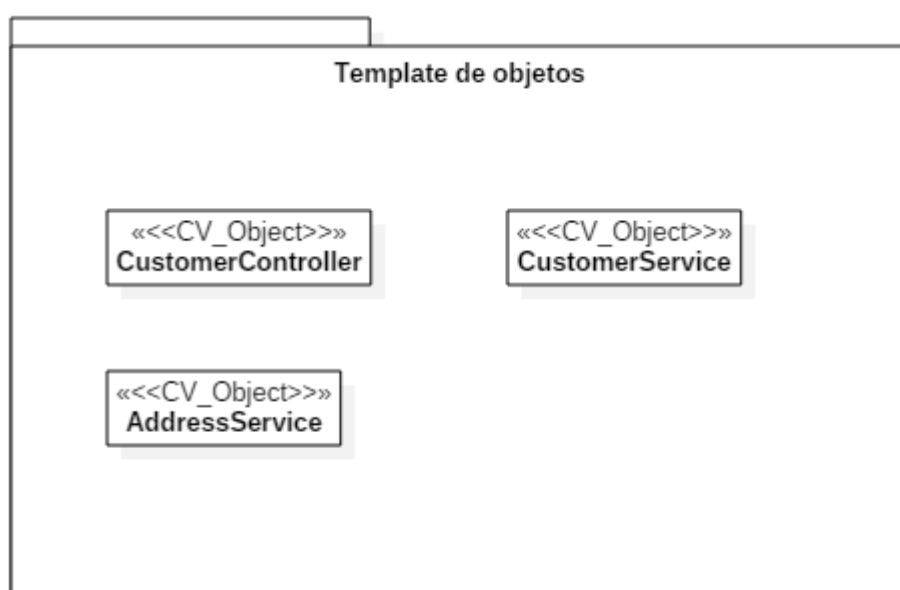 Template de objetos
«<<CV_Object>>»
CustomerController
«<<CV_Object>>»
CustomerService
«<<CV_Object>>»
AddressService